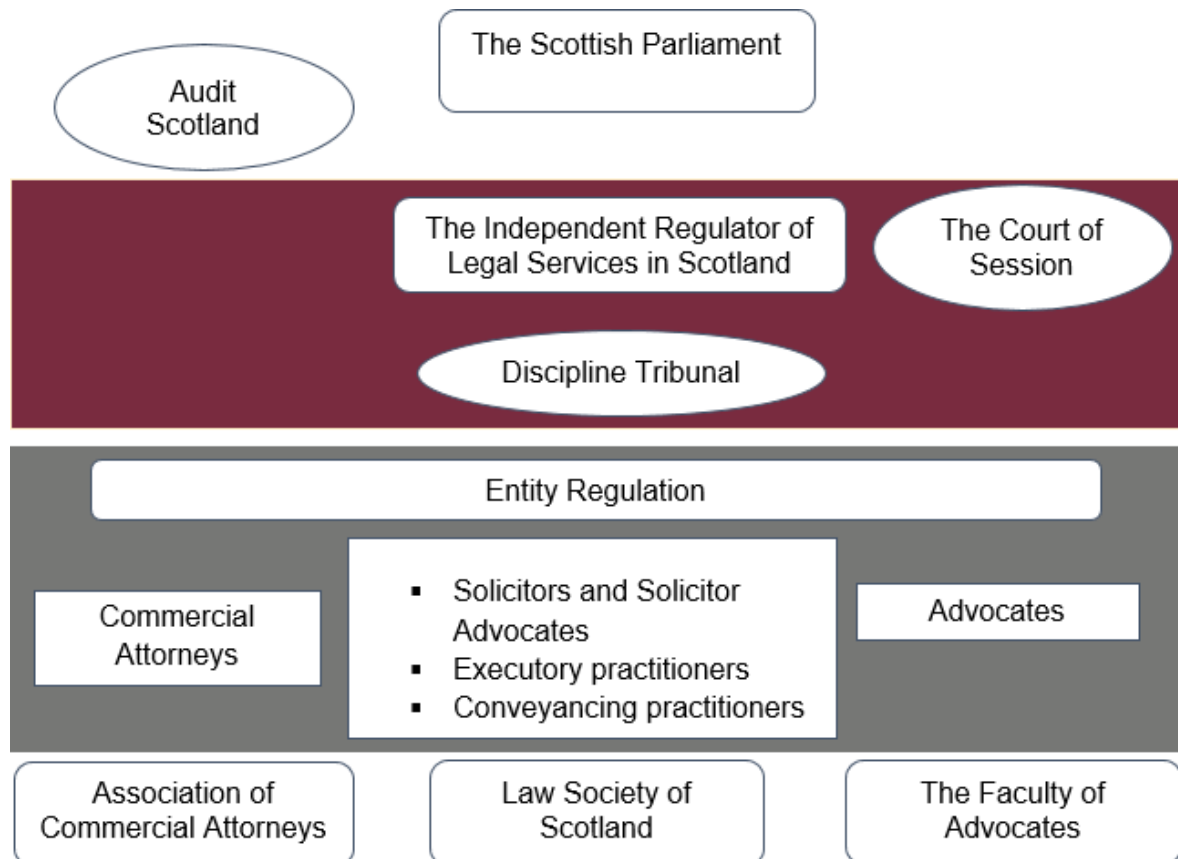 The Scottish Parliament
Audit
Scotland
The Independent Regulator of
Legal Services in Scotland
The Court of
Session
Discipline Tribunal
Entity Regulation
Commercial
Attorneys
▪ Solicitors and Solicitor
Advocates
▪ Executory practitioners
▪ Conveyancing practitioners
Advocates
Association of
Commercial Attorneys
Law Society of
Scotland
The Faculty of
Advocates